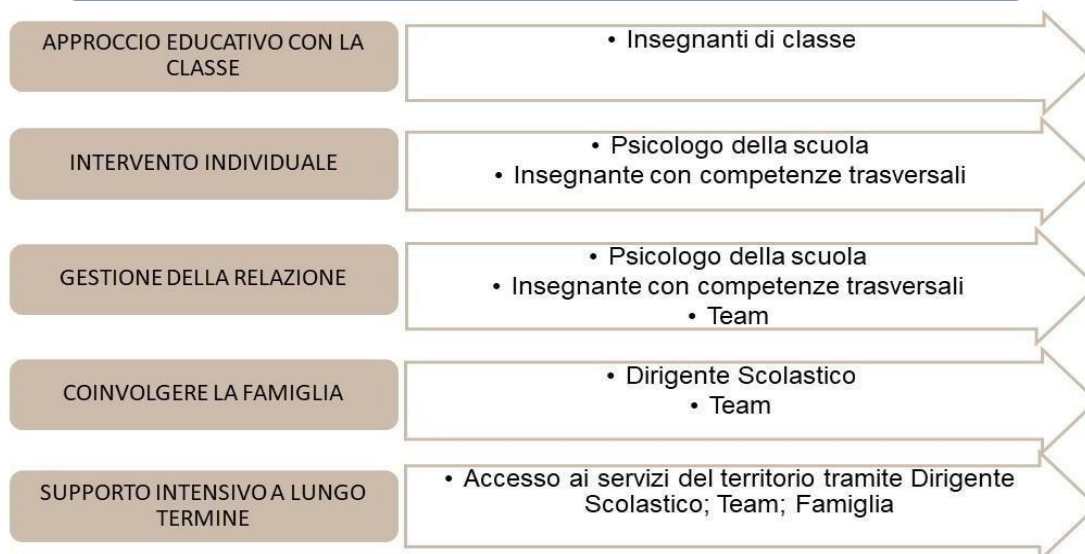 APPROCCIO EDUCATIVO CON LA
CLASSE
• Insegnanti di classe
INTERVENTO INDIVIDUALE
• Psicologo della scuola
• Insegnante con competenze trasversali
GESTIONE DELLA RELAZIONE
• Psicologo della scuola
• Insegnante con competenze trasversali
• Team
COINVOLGERE LA FAMIGLIA
• Dirigente Scolastico
• Team
SUPPORTO INTENSIVO A LUNGO
TERMINE
• Accesso ai servizi del territorio tramite Dirigente
Scolastico; Team; Famiglia